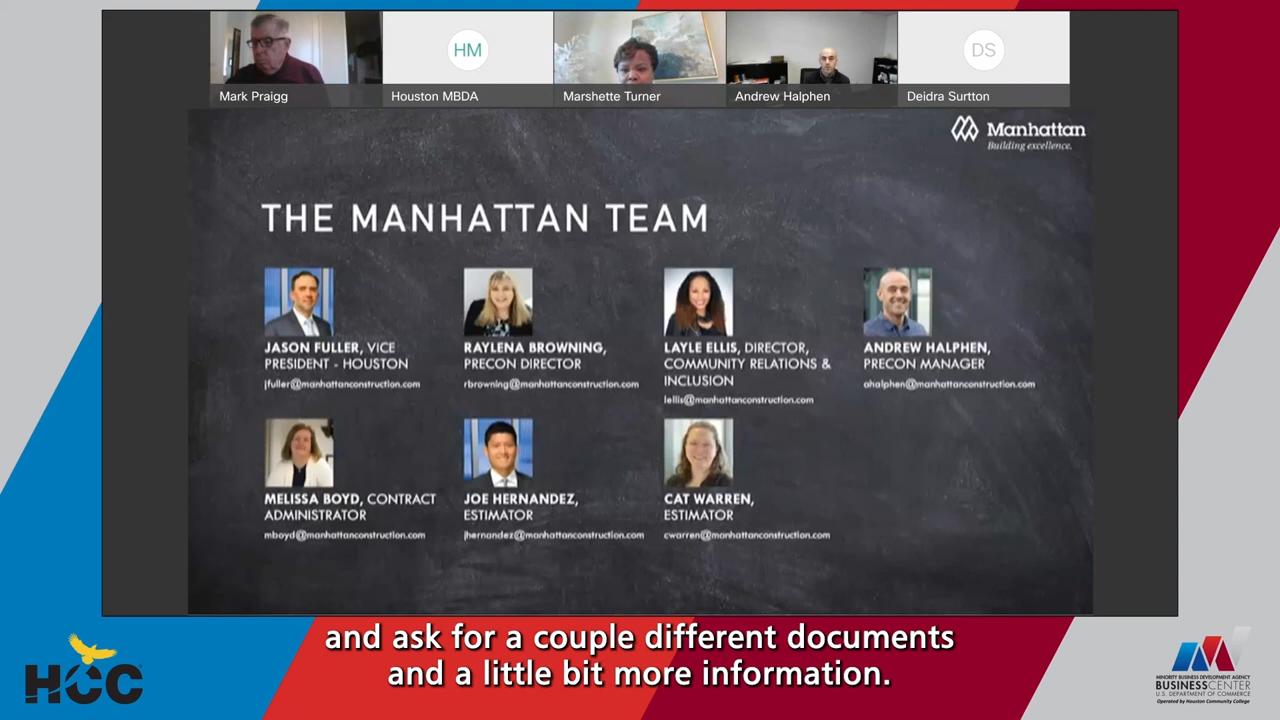 HM
DS
Mark Praigg
Houston MBDA
Marshette Turner
Andrew Halphen
Deidra Surtton
Manhattan
Building excellence.
THE MANHATTAN TEAM
JASON FULLER, VICE
PRESIDENT - HOUSTON
jfuller@manhattanconstruction.com
RAYLENA BROWNING,
PRECON DIRECTOR
rbrowning@manhattanconstruction.com
LAYLE ELLIS, DIRECTOR,
COMMUNITY RELATIONS &
INCLUSION
lellis@manhattanconstruction.com
ANDREW HALPHEN,
PRECON MANAGER
ahalphen@manhattanconstruction.com
MELISSA BOYD, CONTRACT
ADMINISTRATOR
mboyd@manhattanconstruction.com
JOE HERNANDEZ,
ESTIMATOR
jhernandez@manhattanconstruction.com
CAT WARREN,
ESTIMATOR
cwarren@manhattanconstruction.com
and ask for a couple different documents
and a little bit more information.
HCC
MINORITY BUSINESS DEVELOPMENT AGENCY
BUSINESSCENTER
U.S. DEPARTMENT OF COMMERCE
Operated by Houston Community College